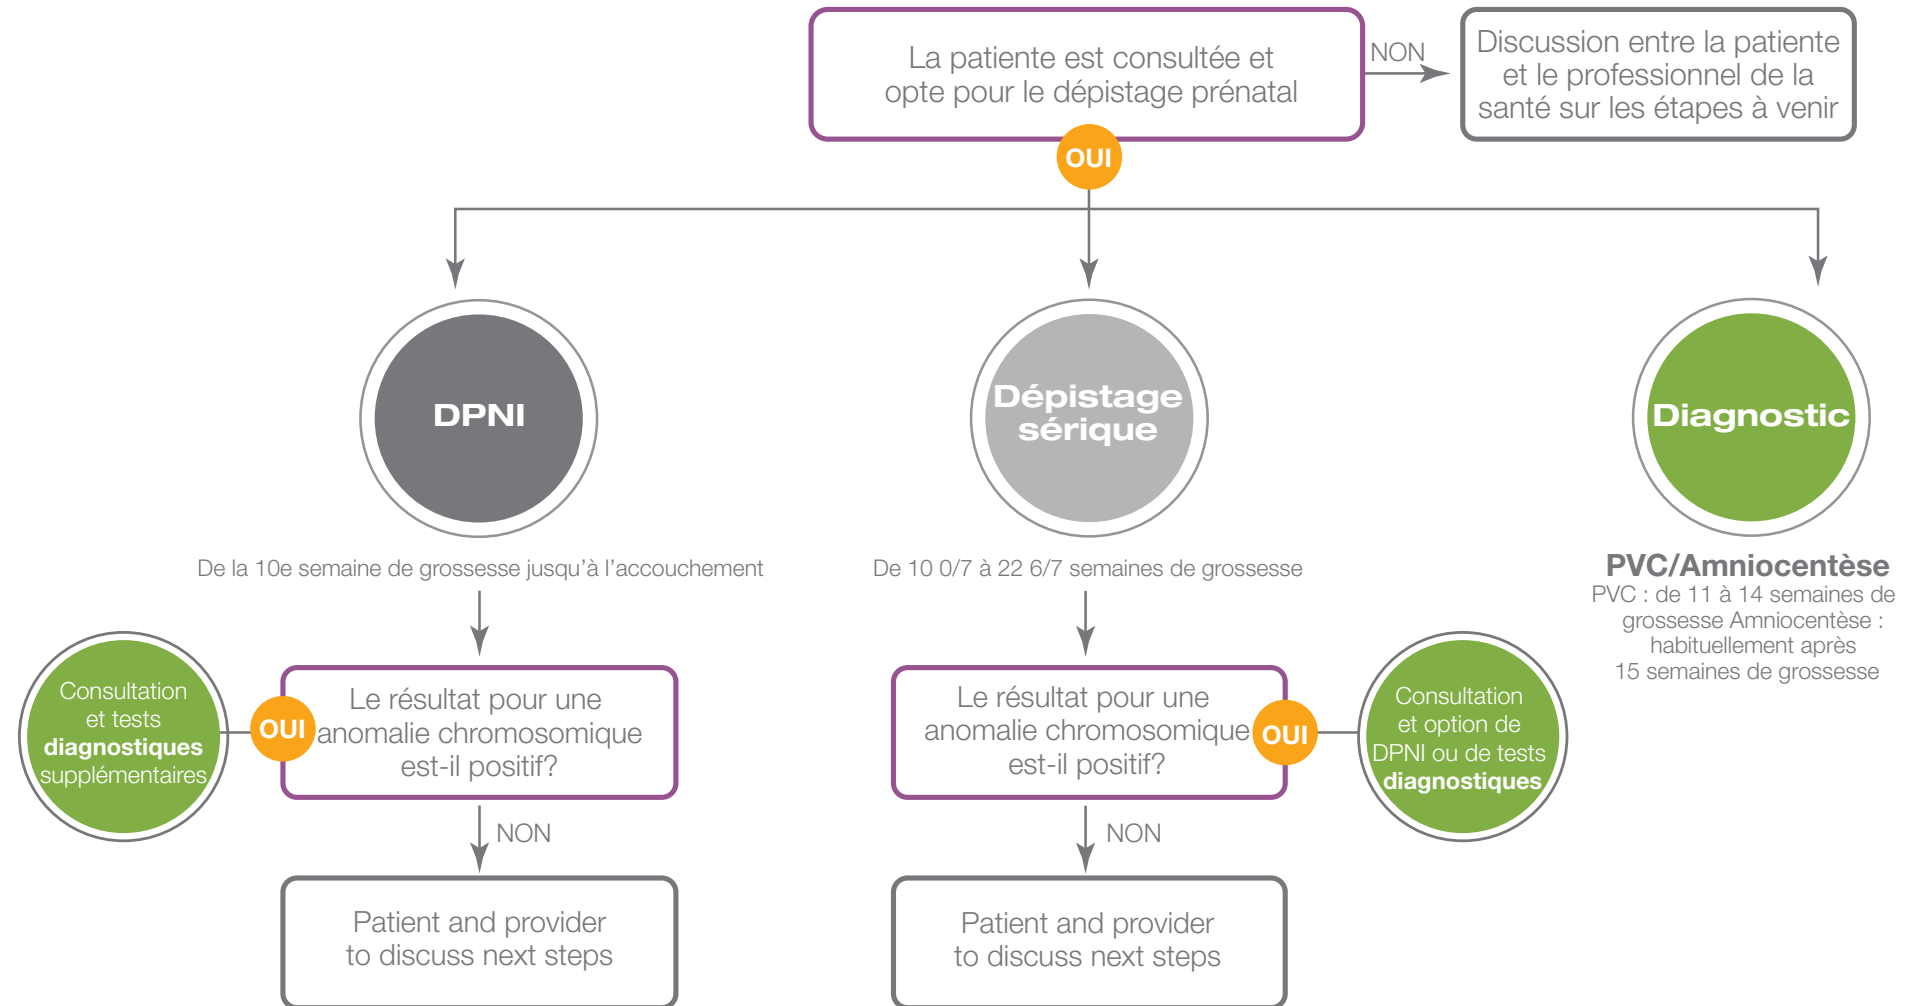 La patiente est consultée et
opte pour le dépistage prénatal
NON
Discussion entre la patiente
et le professionnel de la
santé sur les étapes à venir
OUI
DPNI
Dépistage
sérique
Diagnostic
De la 10e semaine de grossesse jusqu'à l'accouchement
De 10 0/7 à 22 6/7 semaines de grossesse
PVC/Amniocentèse
PVC : de 11 à 14 semaines de
grossesse Amniocentèse :
habituellement après
15 semaines de grossesse
Consultation
et tests
diagnostiques
supplémentaires
OUI
Le résultat pour une
anomalie chromosomique
est-il positif?
Le résultat pour une
anomalie chromosomique
est-il positif?
OUI
Consultation
et option de
DPNI ou de tests
diagnostiques
NON
NON
Patient and provider
to discuss next steps
Patient and provider
to discuss next steps